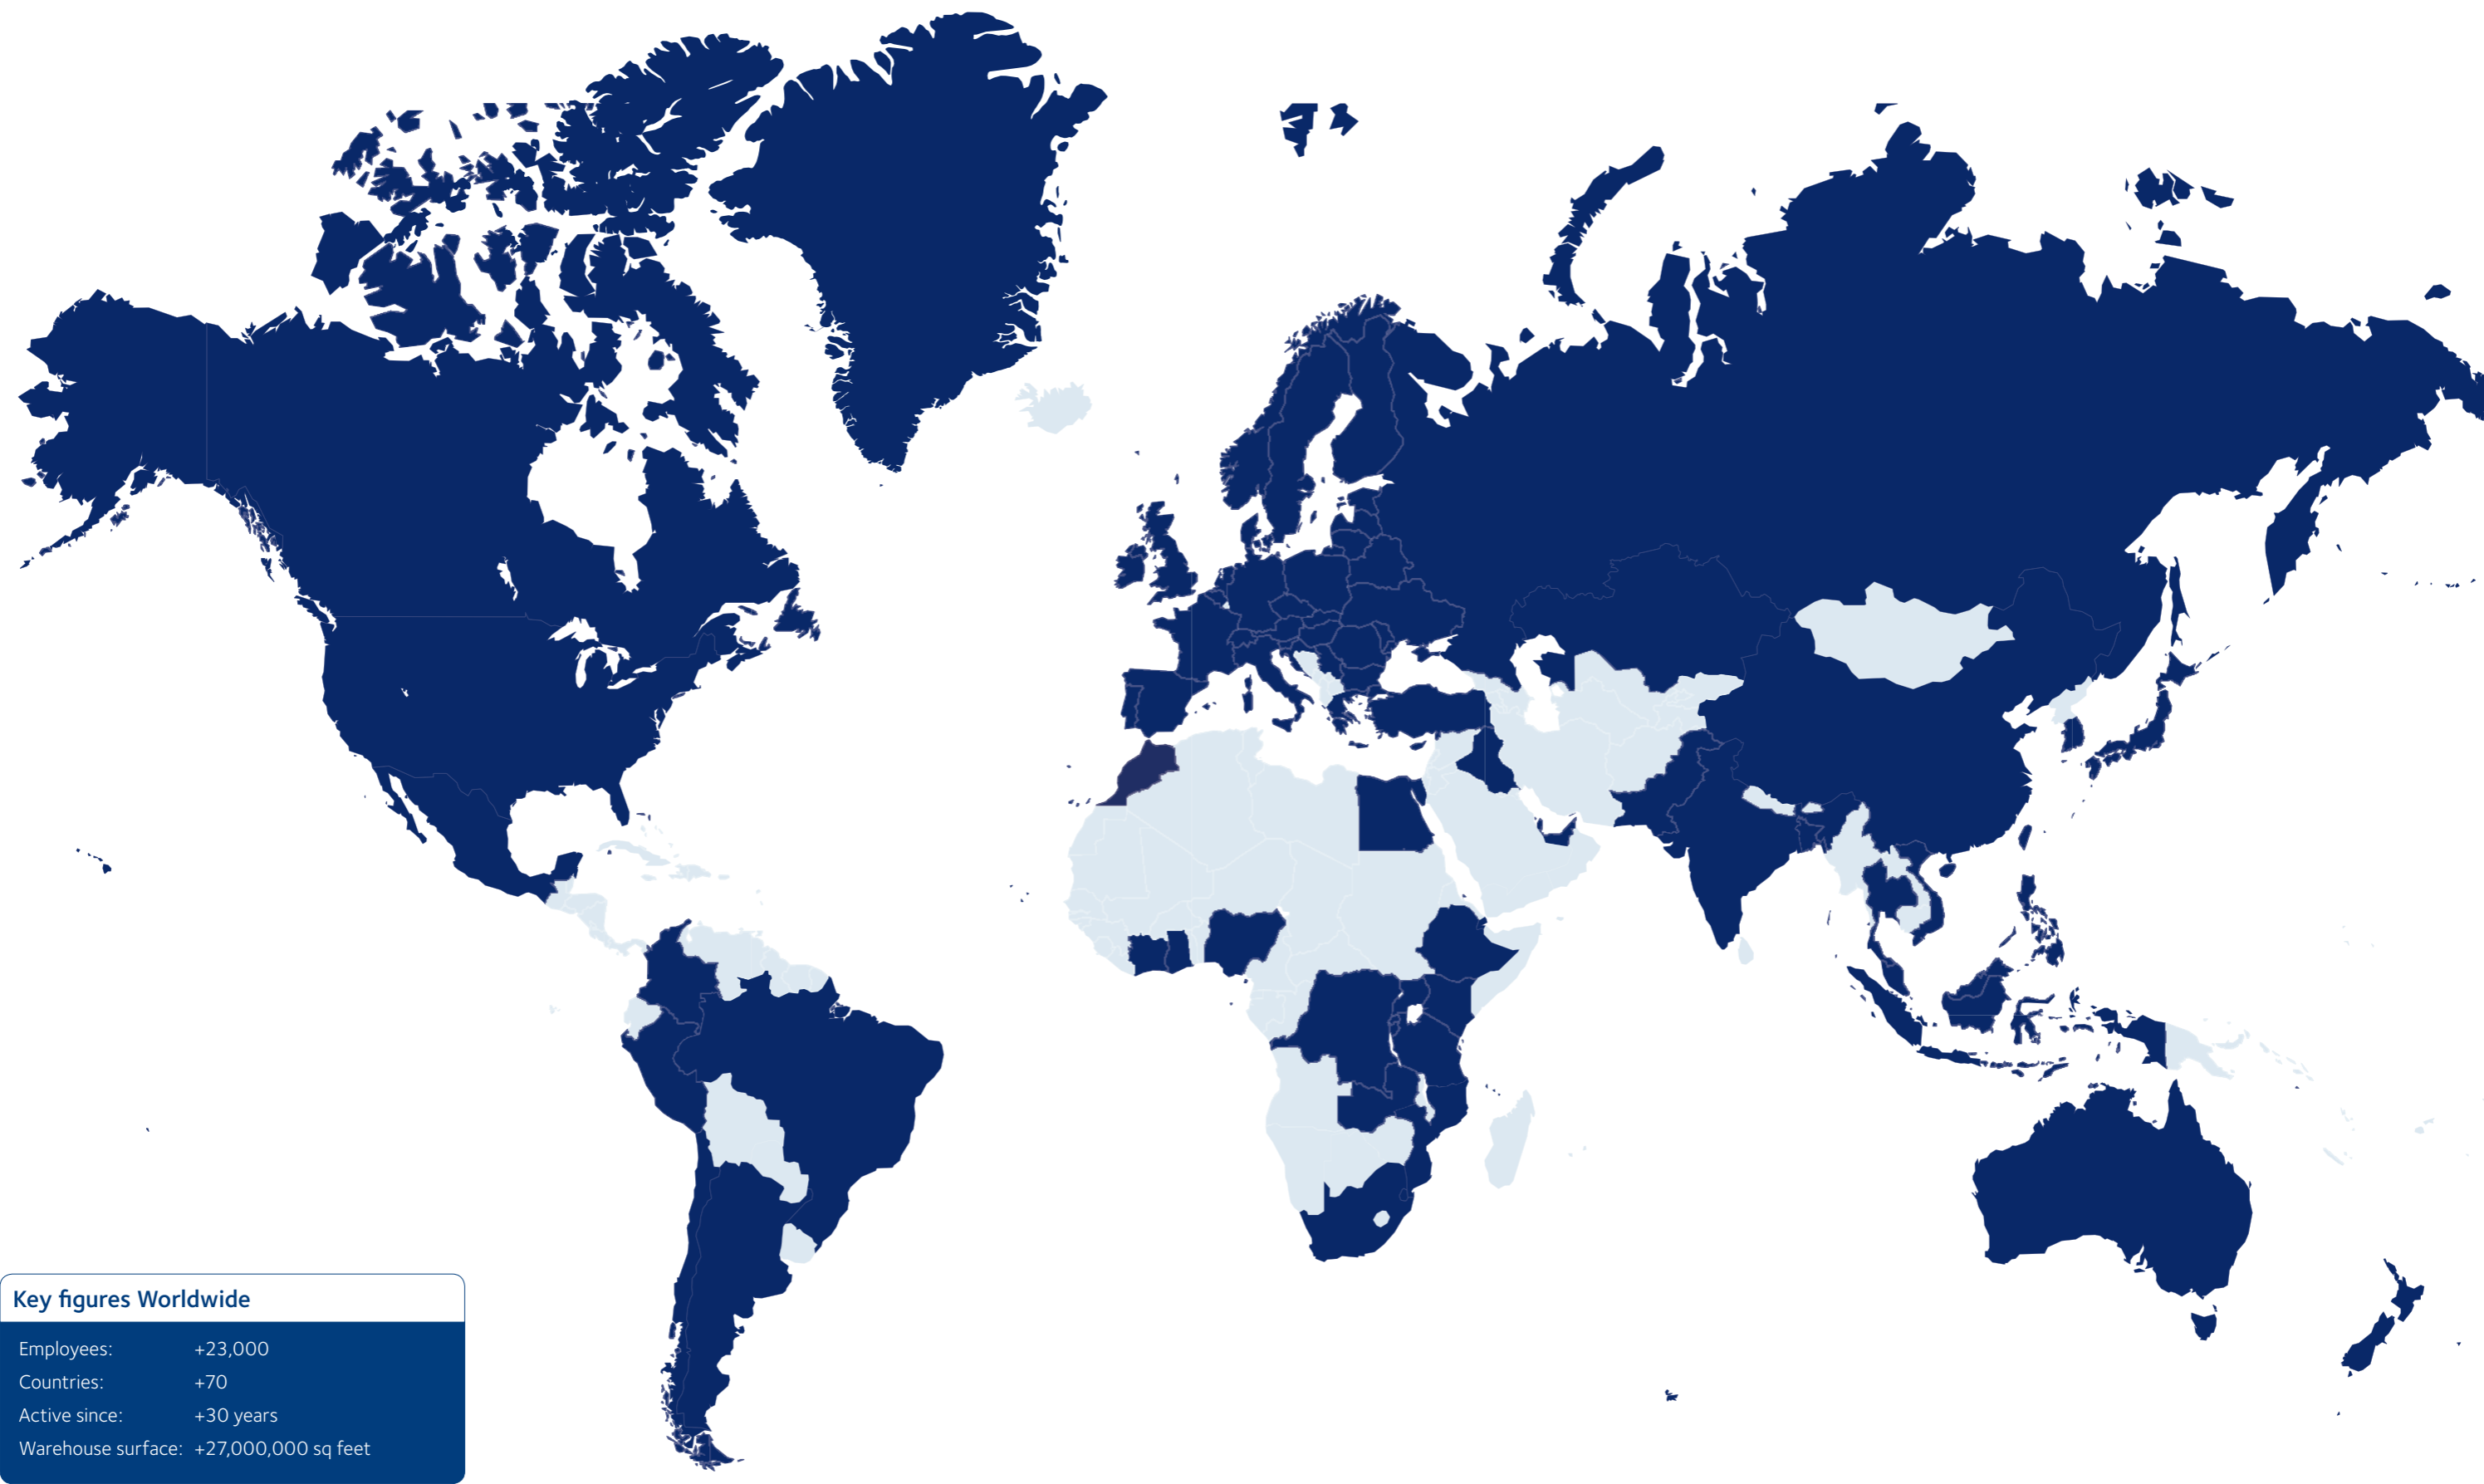 Key figures Worldwide
Employees: +23,000
Countries: +70
Active since: +30 years
Warehouse surface: +27,000,000 sq feet